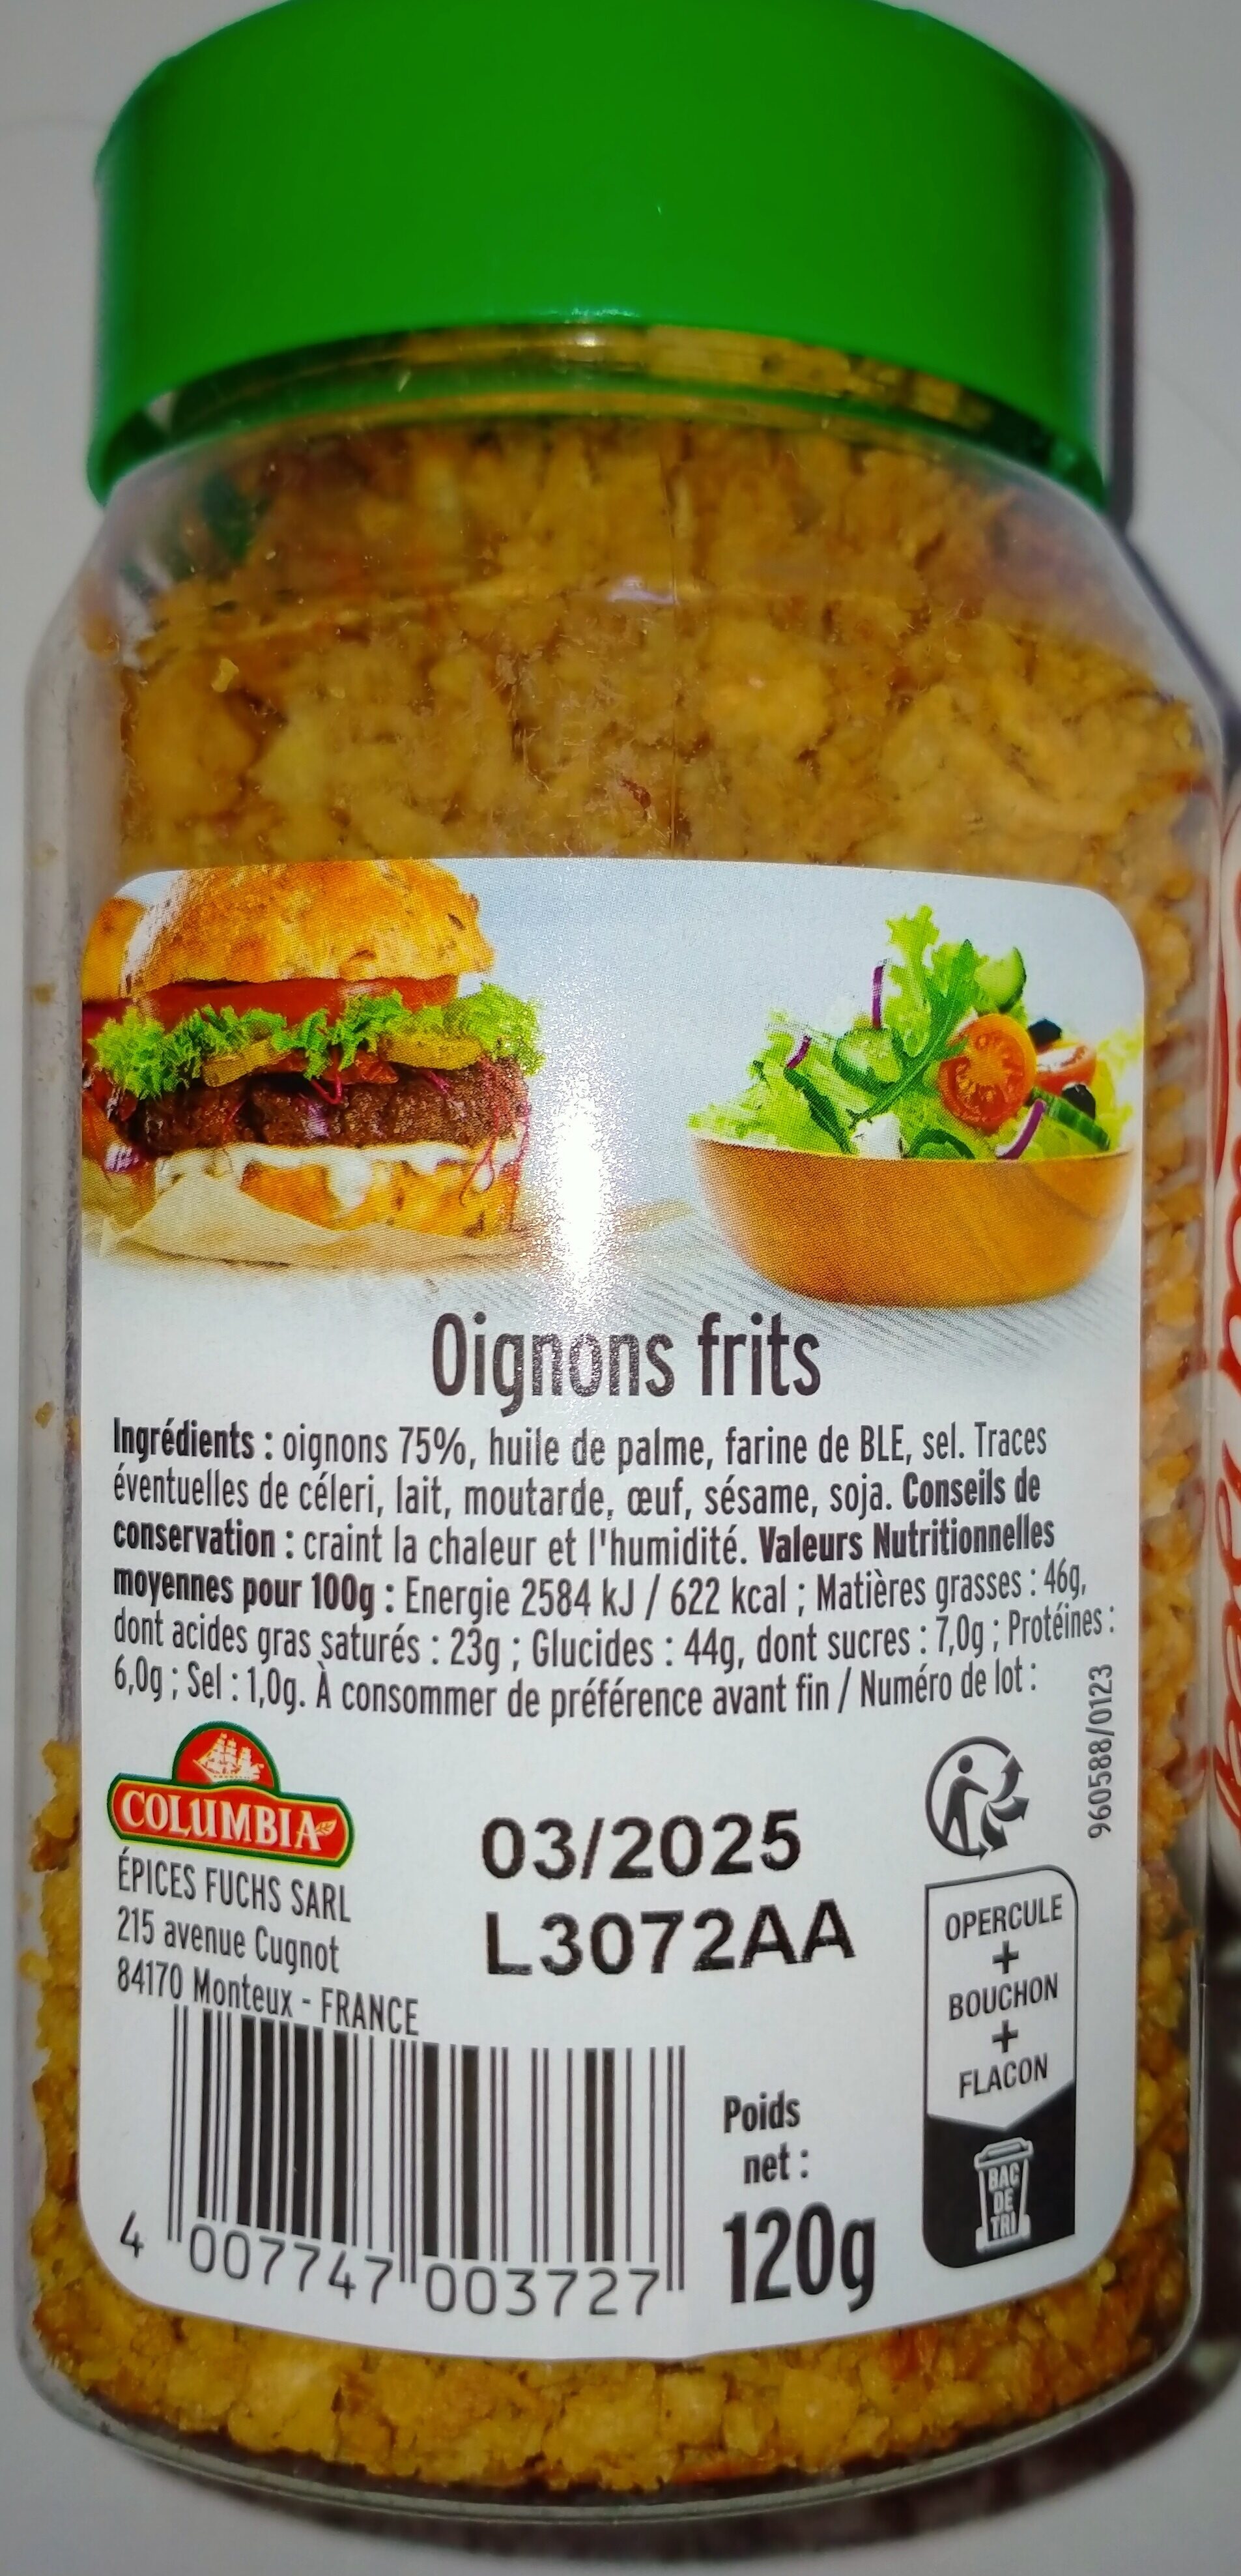 Oignons frits
Ingrédients : oignons 75%, huile de palme, farine de BLE, sel. Traces
éventuelles de céleri, lait, moutarde, œuf, sésame, soja. Conseils de
conservation : craint la chaleur et l'humidité. Valeurs Nutritionnelles
moyennes pour 100g : Energie 2584 kJ / 622 kcal ; Matières grasses : 46g,
dont acides gras saturés : 23g ; Glucides : 44g, dont sucres : 7,0g ; Protéines :
6,0g ; Sel : 1,0g. À consommer de préférence avant fin / Numéro de lot :
960588/0123
COLUMBIA
ÉPICES FUCHS SARL
215 avenue Cugnot
84170 Monteux - FRANCE
03/2025
L3072AA
OPERCULE
+
BOUCHON
+
FLACON
BAC
DE
TRI
4 007747 003727
Poids
net :
120g